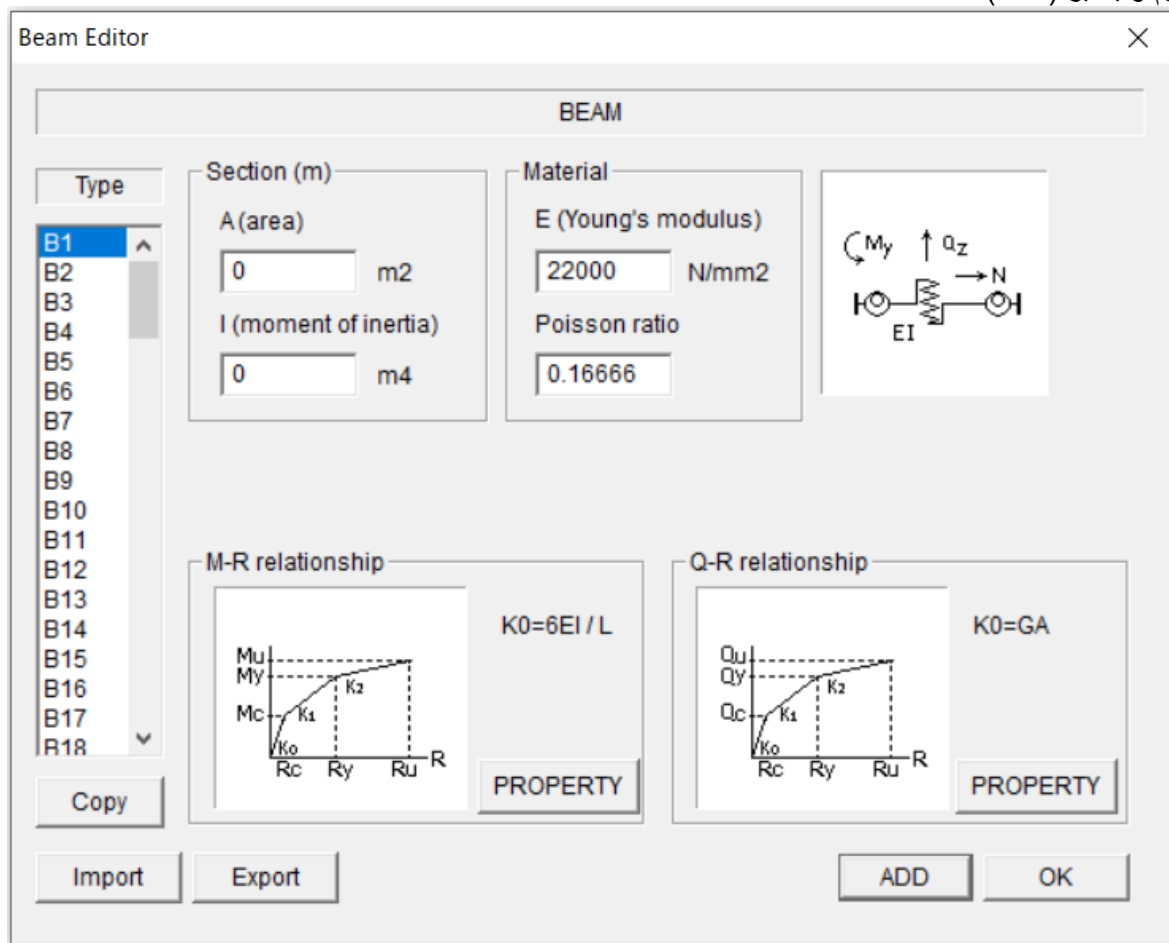 Beam Editor
BEAM
Type
B1
B2
B3
B4
B5
B6
B7
B8
B9
B10
B11
B12
B13
B14
B15
B16
B17
B18
Copy
Import
Export
Section (m)
A (area)
0 m2
I (moment of inertia)
0 m4
Material
E (Young's modulus)
22000 N/mm2
Poisson ratio
0.16666
My Qz
N
EI
M-R relationship
K0=6EI / L
Mu
My
K2
Mc K1
Ko
R
Rc Ry Ru
PROPERTY
Q-R relationship
K0=GA
Qu
Qy
K2
Qc K1
Ko
R
Rc Ry Ru
PROPERTY
ADD
OK